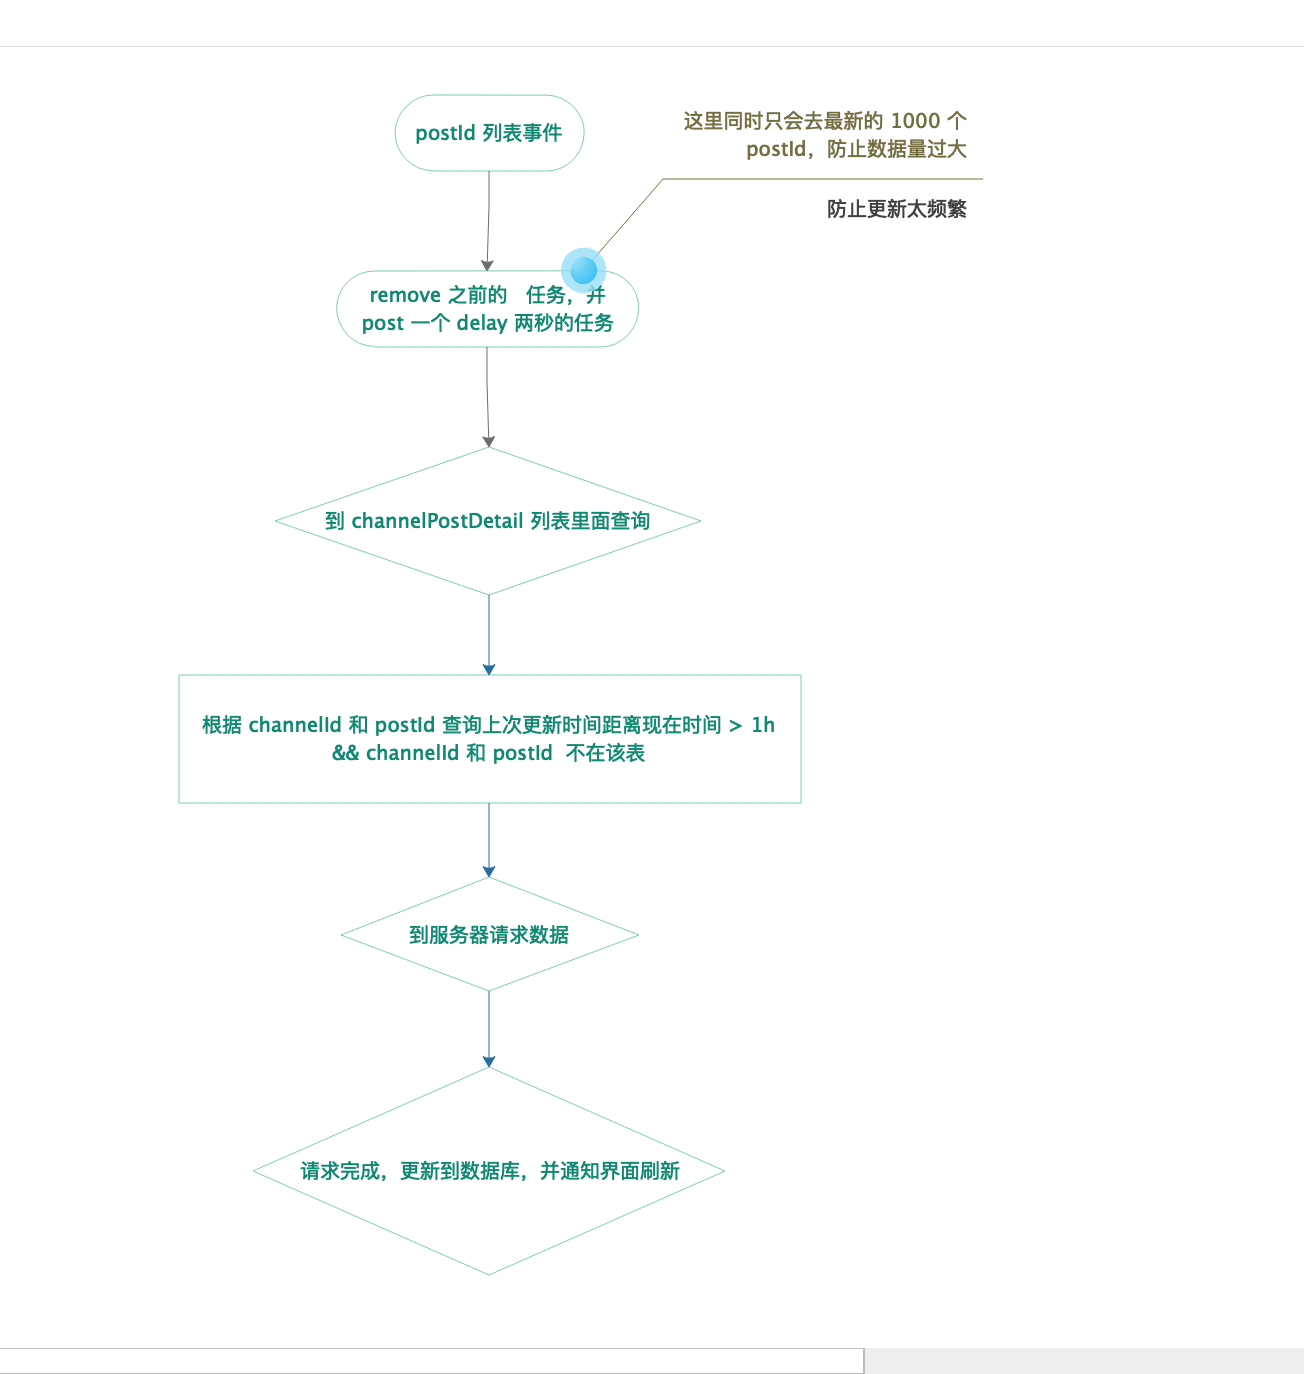 postId 列表事件
这里同时只会去最新的 1000 个
postId，防止数据量过大
防止更新太频繁
remove 之前的   任务，并
post 一个 delay 两秒的任务
到 channelPostDetail 列表里面查询
根据 channelId 和 postId 查询上次更新时间距离现在时间 > 1h
&& channelId 和 postId  不在该表
到服务器请求数据
请求完成，更新到数据库，并通知界面刷新